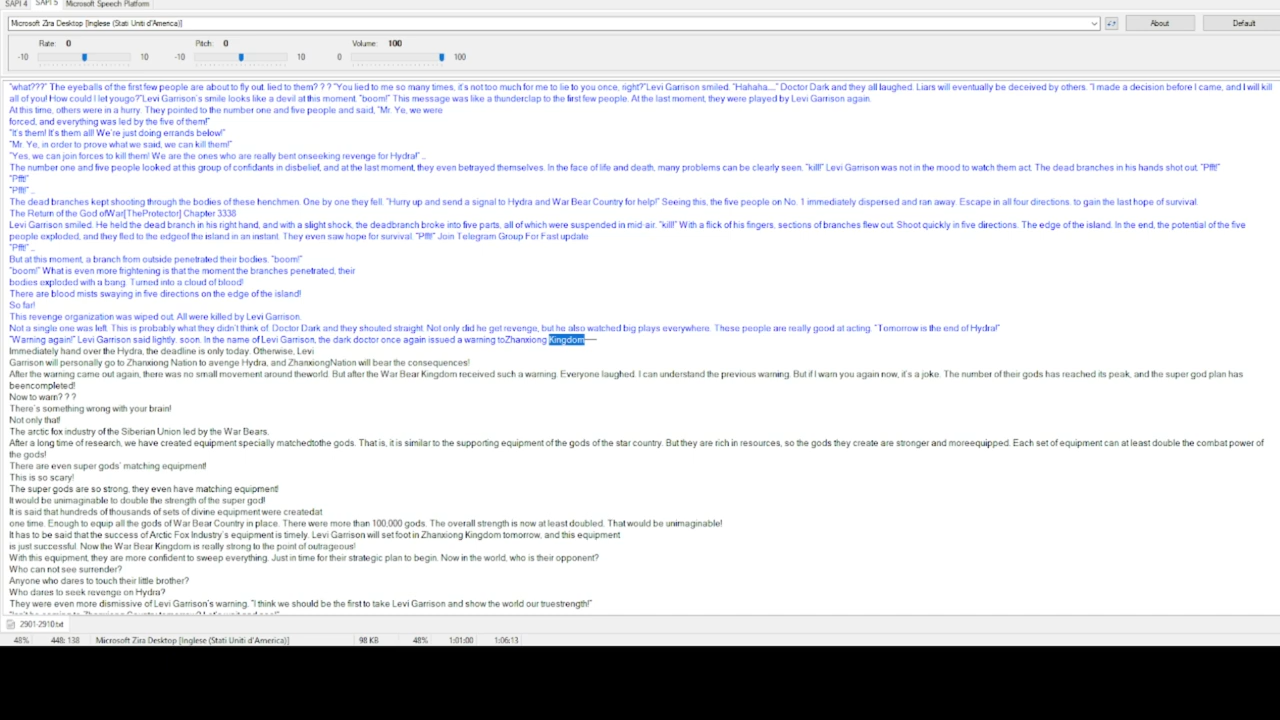 SAPI 4 SAPI 5 Microsoft Speech Platform
Microsoft Zira Desktop [Inglese (Stati Uniti d'America)] About Default
Rate: 0 Pitch: 0 Volume: 100
-10 10 -10 10 0 100
"what???" The eyeballs of the first few people are about to fly out. lied to them? ? ? "You lied to me so many times, it's not too much for me to lie to you once, right?"Levi Garrison smiled. "Hahaha...." Doctor Dark and they all laughed. Liars will eventually be deceived by others. "I made a decision before I came, and I will kill
all of you! How could I let yougo?"Levi Garrison's smile looks like a devil at this moment, "boom!" This message was like a thunderclap to the first few people. At the last moment, they were played by Levi Garrison again.
At this time, others were in a hurry. They pointed to the number one and five people and said, "Mr. Ye, we were
forced, and everything was led by the five of them!"
"It's them! It's them all! We're just doing errands below!"
"Mr. Ye, in order to prove what we said, we can kill them!"
"Yes, we can join forces to kill them! We are the ones who are really bent onseeking revenge for Hydra!" ..
The number one and five people looked at this group of confidants in disbelief, and at the last moment, they even betrayed themselves. In the face of life and death, many problems can be clearly seen. "kill!" Levi Garrison was not in the mood to watch them act. The dead branches in his hands shot out. "Pfft!"
"Pfft!"
"Pfft!" ..
The dead branches kept shooting through the bodies of these henchmen. One by one they fell. "Hurry up and send a signal to Hydra and War Bear Country for help!" Seeing this, the five people on No. 1 immediately dispersed and ran away. Escape in all four directions. to gain the last hope of survival.
The Return of the God ofWar[TheProtector] Chapter 3338
Levi Garrison smiled. He held the dead branch in his right hand, and with a slight shock, the deadbranch broke into five parts, all of which were suspended in mid-air. "kill!" With a flick of his fingers, sections of branches flew out. Shoot quickly in five directions. The edge of the island. In the end, the potential of the five
people exploded, and they fled to the edgeof the island in an instant. They even saw hope for survival. "Pfft!" Join Telegram Group For Fast update
"Pfft!" ..
But at this moment, a branch from outside penetrated their bodies. "boom!"
"boom!" What is even more frightening is that the moment the branches penetrated, their
bodies exploded with a bang. Turned into a cloud of blood!
There are blood mists swaying in five directions on the edge of the island!
So far!
This revenge organization was wiped out. All were killed by Levi Garrison.
Not a single one was left. This is probably what they didn't think of. Doctor Dark and they shouted straight. Not only did he get revenge, but he also watched big plays everywhere. These people are really good at acting. "Tomorrow is the end of Hydra!"
"Warning again!" Levi Garrison said lightly. soon. In the name of Levi Garrison, the dark doctor once again issued a warning toZhanxiong Kingdom——
Immediately hand over the Hydra, the deadline is only today. Otherwise, Levi
Garrison will personally go to Zhanxiong Nation to avenge Hydra, and ZhanxiongNation will bear the consequences!
After the warning came out again, there was no small movement around theworld. But after the War Bear Kingdom received such a warning. Everyone laughed. I can understand the previous warning. But if I warn you again now, it's a joke. The number of their gods has reached its peak, and the super god plan has
beencompleted!
Now to warn? ? ?
There's something wrong with your brain!
Not only that!
The arctic fox industry of the Siberian Union led by the War Bears.
After a long time of research, we have created equipment specially matchedtothe gods. That is, it is similar to the supporting equipment of the gods of the star country. But they are rich in resources, so the gods they create are stronger and moreequipped. Each set of equipment can at least double the combat power of
the gods!
There are even super gods' matching equipment!
This is so scary!
The super gods are so strong, they even have matching equipment!
It would be unimaginable to double the strength of the super god!
It is said that hundreds of thousands of sets of divine equipment were createdat
one time. Enough to equip all the gods of War Bear Country in place. There were more than 100,000 gods. The overall strength is now at least doubled. That would be unimaginable!
It has to be said that the success of Arctic Fox Industry's equipment is timely. Levi Garrison will set foot in Zhanxiong Kingdom tomorrow, and this equipment
is just successful. Now the War Bear Kingdom is really strong to the point of outrageous!
With this equipment, they are more confident to sweep everything. Just in time for their strategic plan to begin. Now in the world, who is their opponent?
Who can not see surrender?
Anyone who dares to touch their little brother?
Who dares to seek revenge on Hydra?
They were even more dismissive of Levi Garrison's warning. "I think we should be the first to take Levi Garrison and show the world our truestrength!"
2901-2910.txt
48% 448: 138 Microsoft Zira Desktop [Inglese (Stati Uniti d'America)] 98 KB 48% 1:01:00 1:06:13